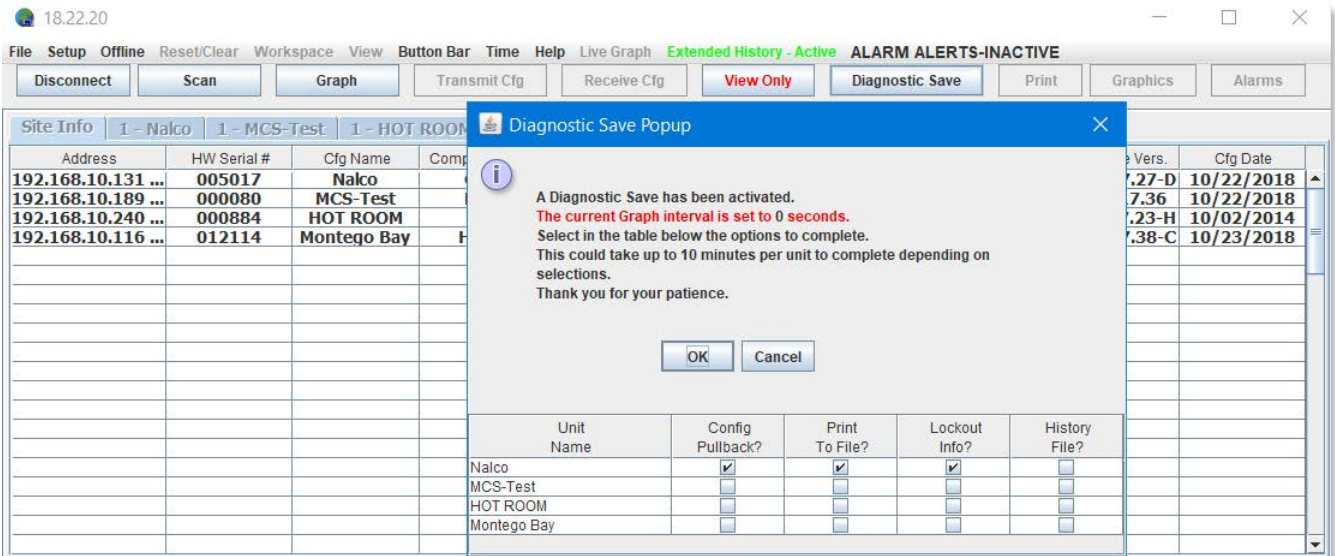 18.22.20
File Setup Offline Reset/Clear Workspace View Button Bar Time Help Live Graph Extended History - Active ALARM ALERTS-INACTIVE
Disconnect Scan Graph Transmit Cfg Receive Cfg View Only Diagnostic Save Print Graphics Alarms
Site Info 1 - Nalco 1 - MCS-Test 1 - HOT ROOM
Diagnostic Save Popup
Address HW Serial # Cfg Name Comp Vers. Cfg Date
192.168.10.131 ... 005017 Nalco .27-D 10/22/2018
192.168.10.189 ... 000080 MCS-Test 7.36 10/22/2018
192.168.10.240 ... 000884 HOT ROOM .23-H 10/02/2014
192.168.10.116 ... 012114 Montego Bay H .38-C 10/23/2018
A Diagnostic Save has been activated.
The current Graph interval is set to 0 seconds.
Select in the table below the options to complete.
This could take up to 10 minutes per unit to complete depending on
selections.
Thank you for your patience.
OK Cancel
Unit Config Print Lockout History
Name Pullback? To File? Info? File?
Nalco
MCS-Test
HOT ROOM
Montego Bay